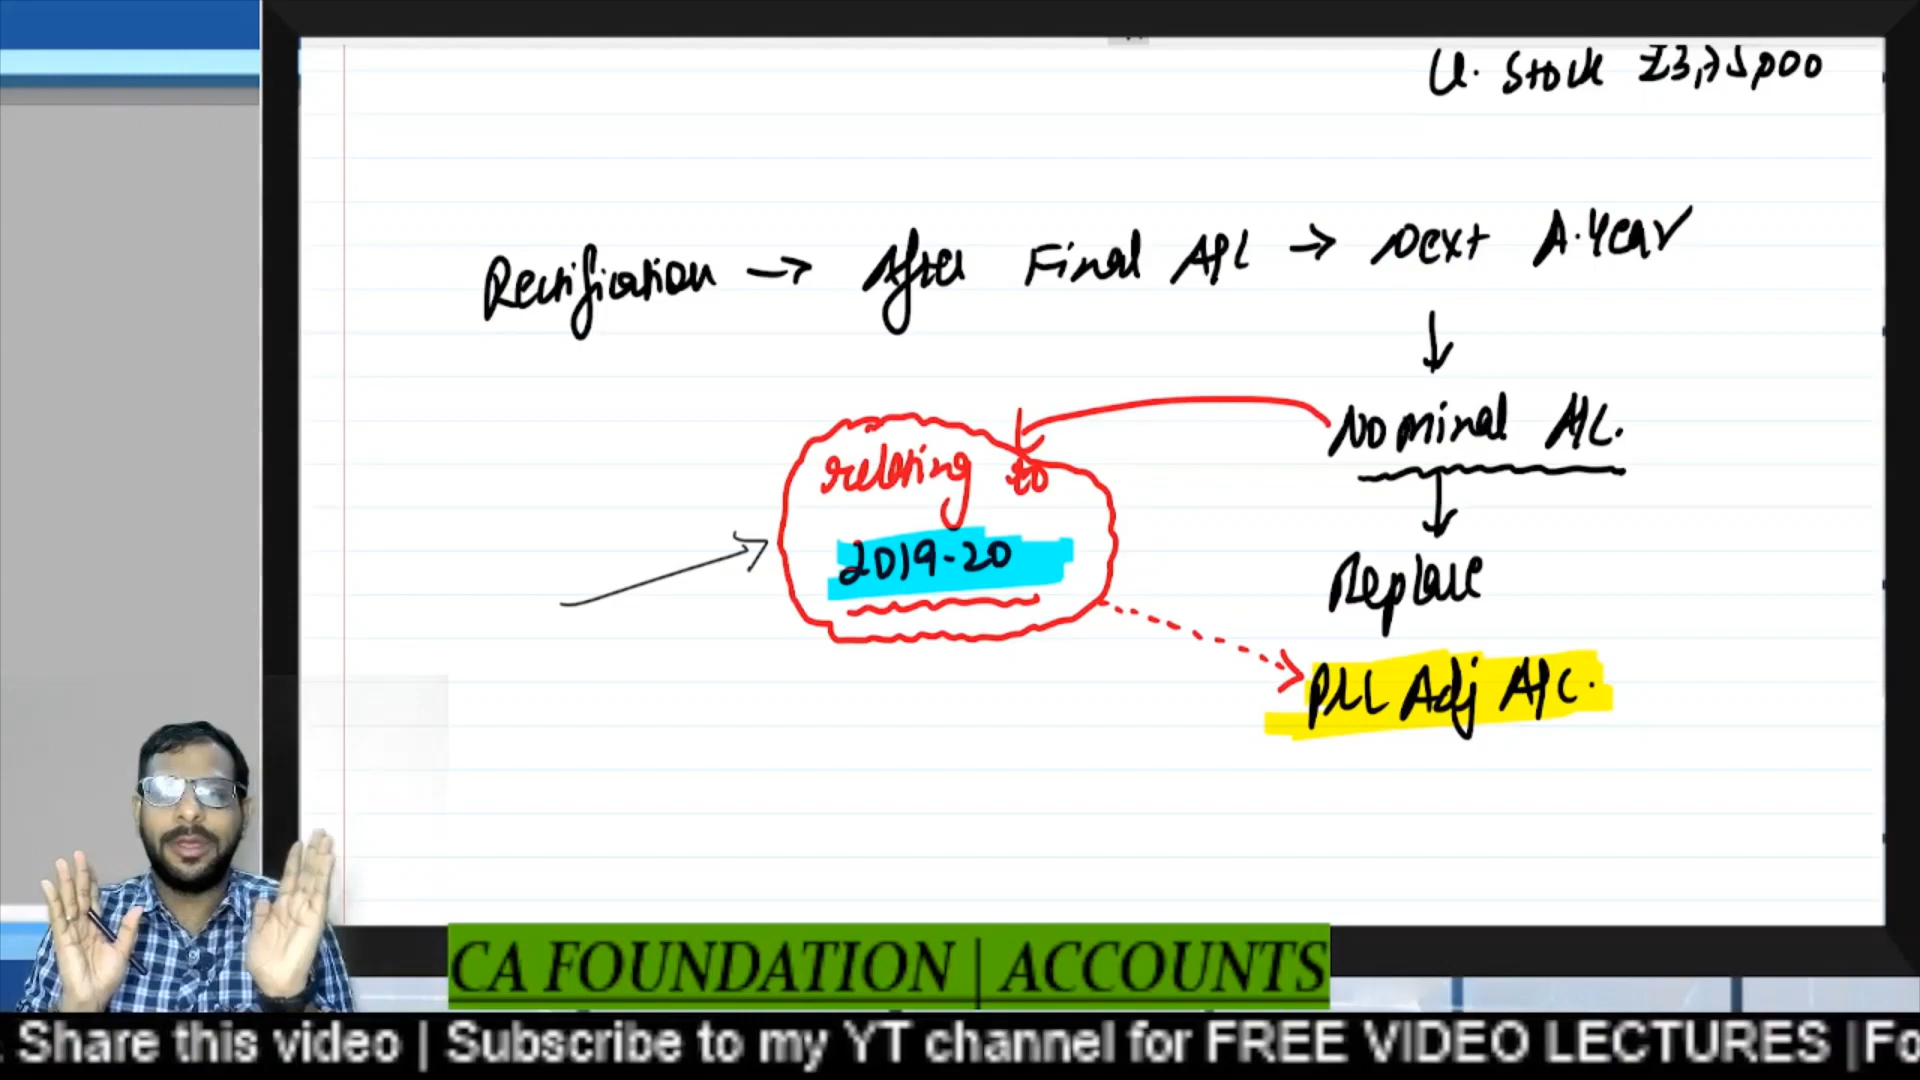 Cl. Stock ₹3,75,000
Rectification → After Final A/c → Next A.Year
↓
Nominal A/c.
relating to
2019-20
↓
Replace
P&L Adj A/c.
CA FOUNDATION | ACCOUNTS
Share this video | Subscribe to my YT channel for FREE VIDEO LECTURES | Fo